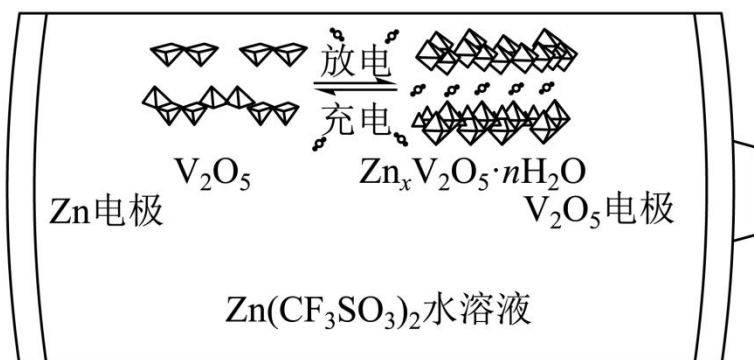 放电
充电
V₂O₅
ZnₓV₂O₅·nH₂O
Zn电极
V₂O₅电极
Zn(CF₃SO₃)₂水溶液